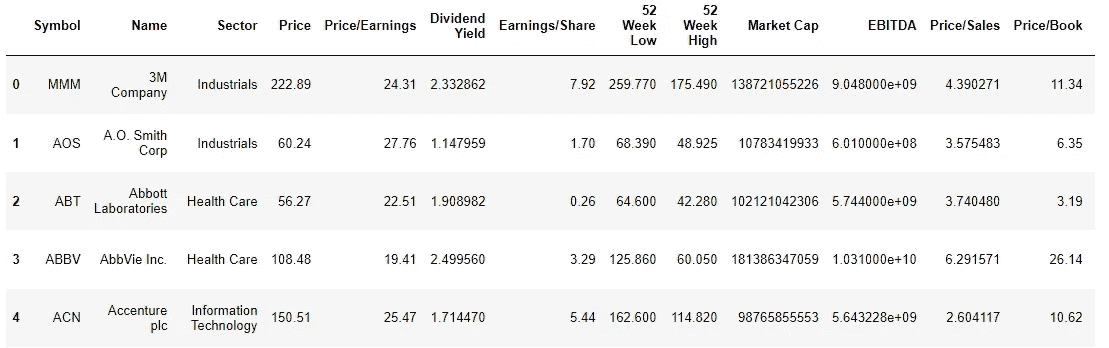 Symbol Name Sector Price Price/Earnings Dividend Yield Earnings/Share 52 Week Low 52 Week High Market Cap EBITDA Price/Sales Price/Book
0 MMM 3M Company Industrials 222.89 24.31 2.332862 7.92 259.770 175.490 138721055226 9.048000e+09 4.390271 11.34
1 AOS A.O. Smith Corp Industrials 60.24 27.76 1.147959 1.70 68.390 48.925 10783419933 6.010000e+08 3.575483 6.35
2 ABT Abbott Laboratories Health Care 56.27 22.51 1.908982 0.26 64.600 42.280 102121042306 5.744000e+09 3.740480 3.19
3 ABBV AbbVie Inc. Health Care 108.48 19.41 2.499560 3.29 125.860 60.050 181386347059 1.031000e+10 6.291571 26.14
4 ACN Accenture plc Information Technology 150.51 25.47 1.714470 5.44 162.600 114.820 98765855553 5.643228e+09 2.604117 10.62